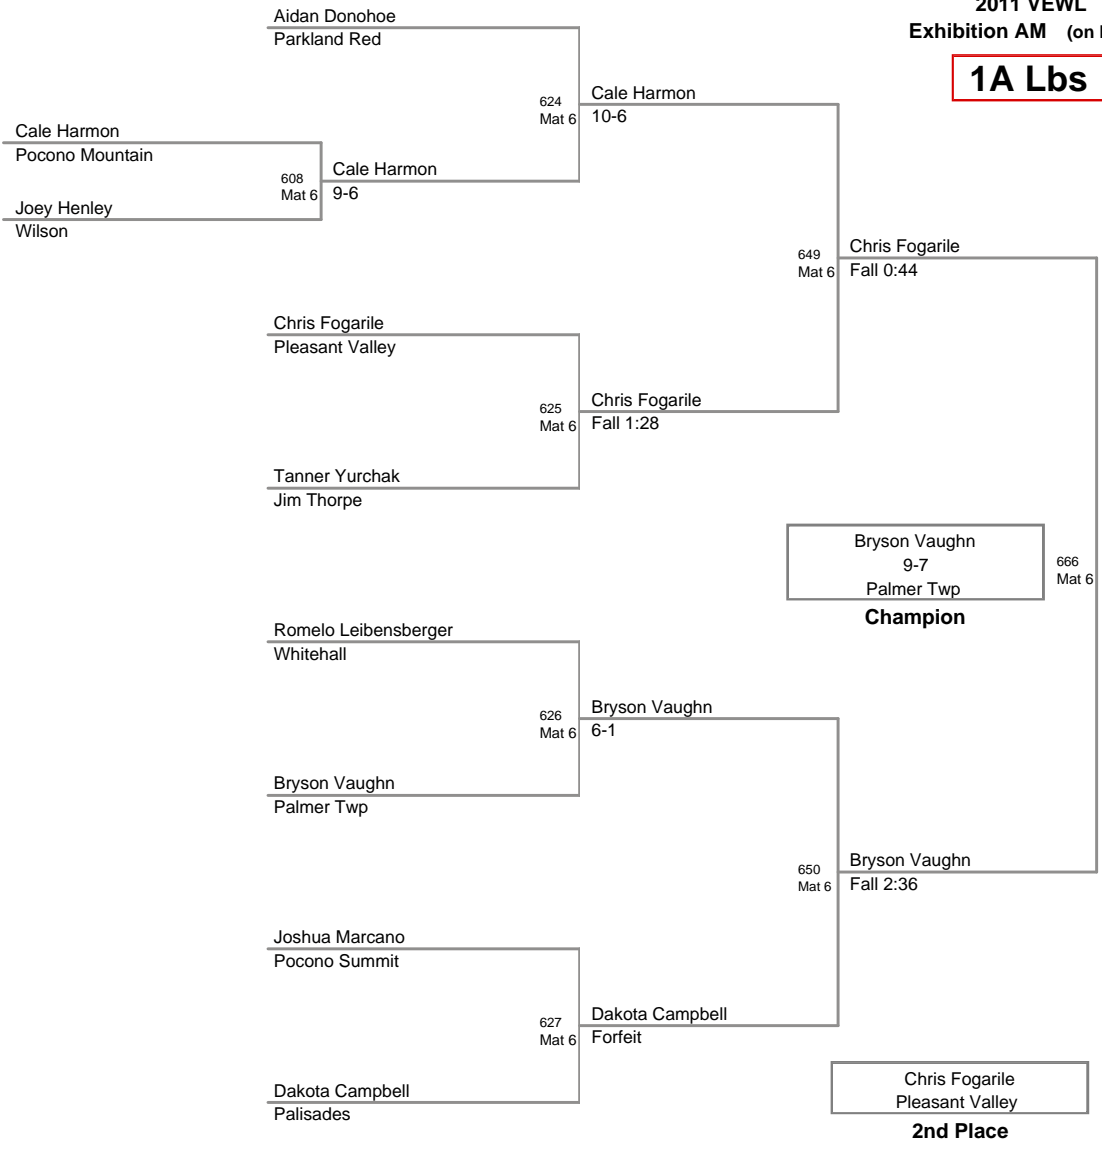 2011 VEWL
Exhibition AM (on
1A Lbs
Aidan Donohoe
Parkland Red
624
Mat 6
Cale Harmon
10-6
Cale Harmon
Pocono Mountain
608
Mat 6
Cale Harmon
9-6
Joey Henley
Wilson
649
Mat 6
Chris Fogarile
Fall 0:44
Chris Fogarile
Pleasant Valley
625
Mat 6
Chris Fogarile
Fall 1:28
Tanner Yurchak
Jim Thorpe
Bryson Vaughn
9-7
Palmer Twp
Champion
666
Mat 6
Romelo Leibensberger
Whitehall
626
Mat 6
Bryson Vaughn
6-1
Bryson Vaughn
Palmer Twp
650
Mat 6
Bryson Vaughn
Fall 2:36
Joshua Marcano
Pocono Summit
627
Mat 6
Dakota Campbell
Forfeit
Dakota Campbell
Palisades
Chris Fogarile
Pleasant Valley
2nd Place